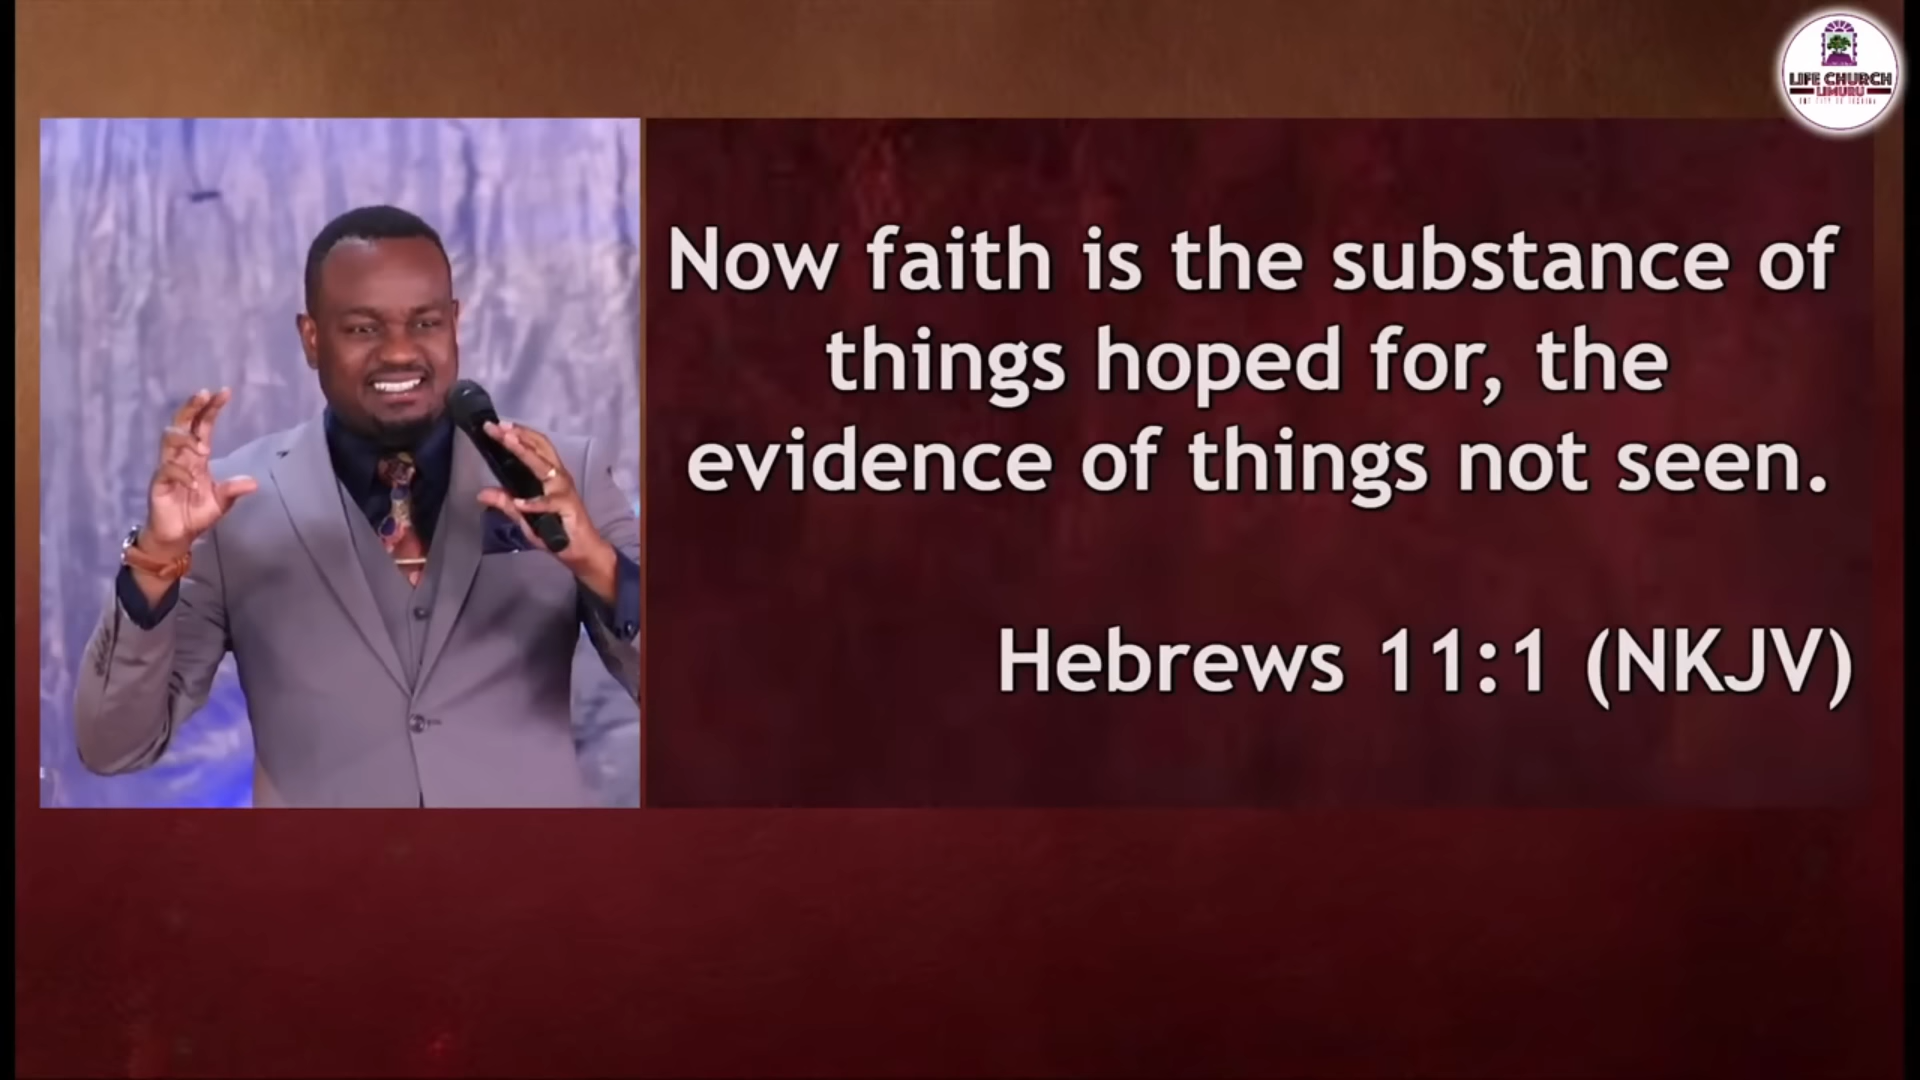 LIFE CHURCH
LIMURU
Now faith is the substance of
things hoped for, the
evidence of things not seen.
Hebrews 11:1 (NKJV)